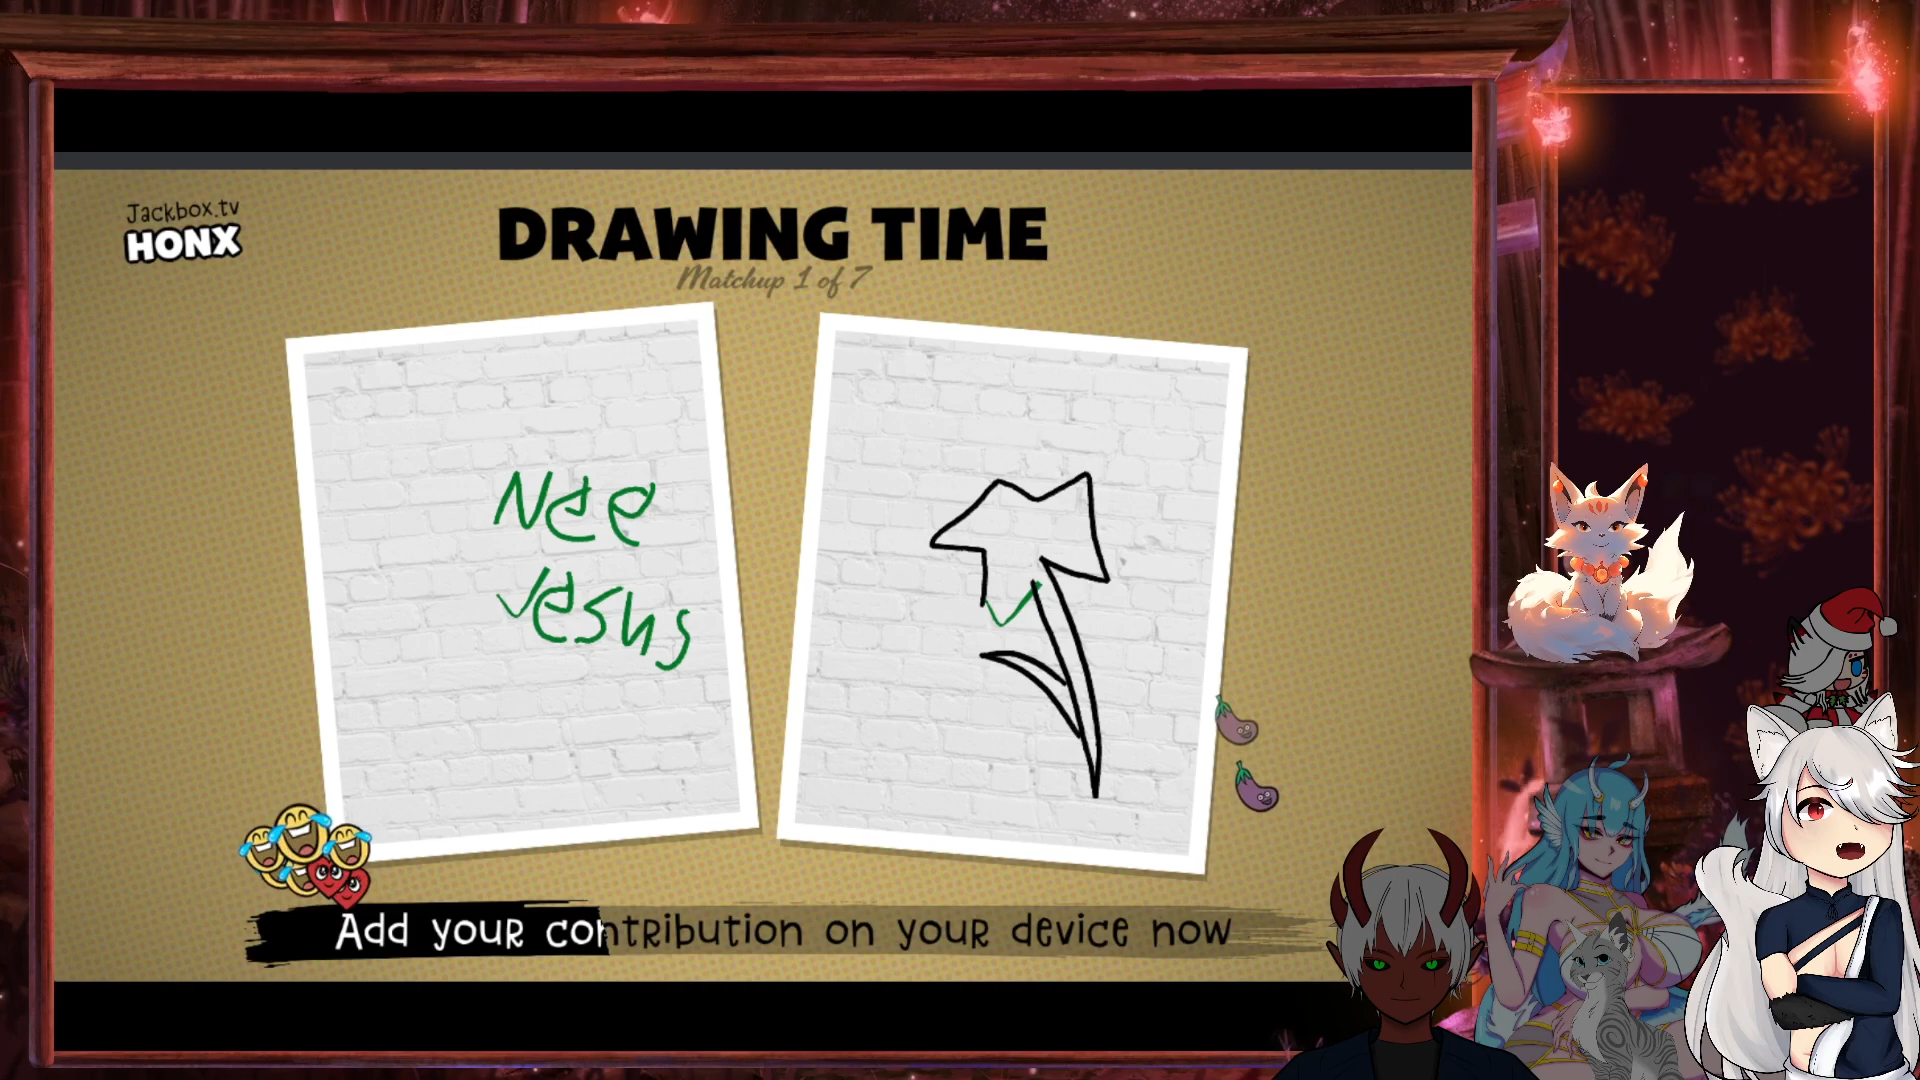 Jackbox.tv
HONX
DRAWING TIME
Matchup 1 of 7
Nee
Jesus
Add your contribution on your device now